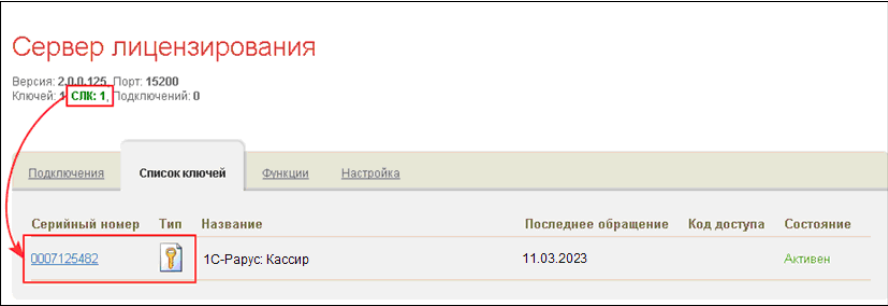 Сервер лицензирования
Версия: 2.0.0.125, Порт: 15200
Ключей: 1 СЛК: 1, Подключений: 0
Подключения Список ключей Функции Настройка
Серийный номер Тип Название Последнее обращение Код доступа Состояние
0007125482 1С-Рарус: Кассир 11.03.2023 Активен